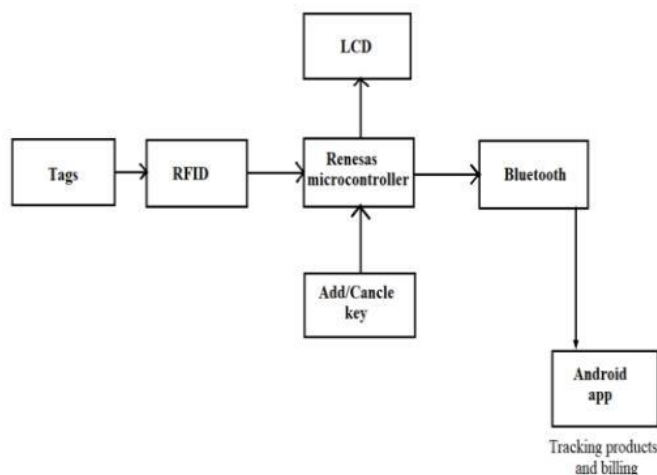 LCD
Tags
RFID
Renesas
microcontroller
Bluetooth
Add/Cancle
key
Android
app
Tracking products
and billing